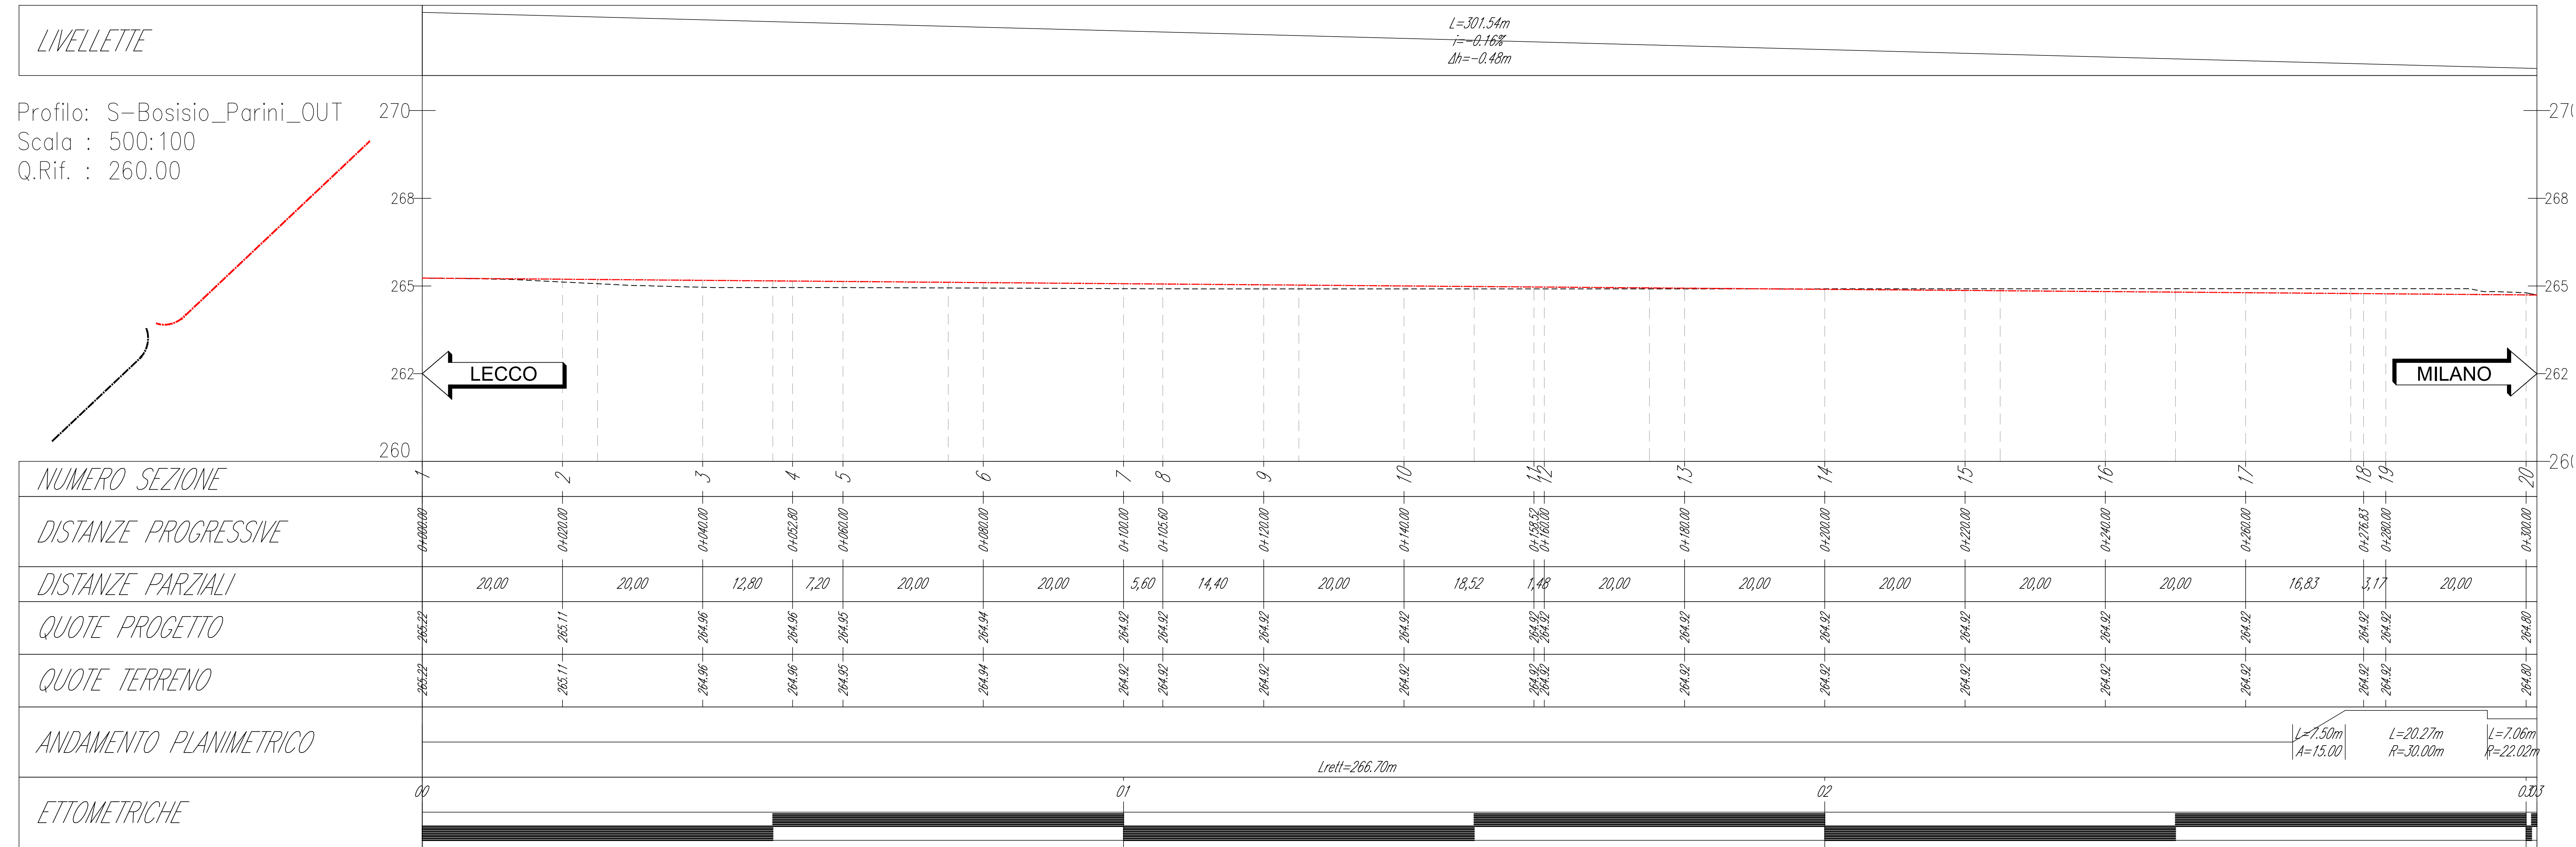 LIVELLETTE
L=301.54m
i=-0.16%
Δh=-0.48m
Profilo: S-Bosisio_Parini_OUT
Scala : 500:100
Q.Rif. : 260.00
270
268
265
262
260
270
268
265
262
260
LECCO
MILANO
NUMERO SEZIONE
1 2 3 4 5 6 7 8 9 10 11 12 13 14 15 16 17 18 19 20
DISTANZE PROGRESSIVE
0+000.00 0+020.00 0+040.00 0+052.80 0+060.00 0+080.00 0+100.00 0+105.60 0+120.00 0+140.00 0+158.52 0+160.00 0+180.00 0+200.00 0+220.00 0+240.00 0+260.00 0+276.83 0+280.00 0+300.00
DISTANZE PARZIALI
20,00 20,00 12,80 7,20 20,00 20,00 5,60 14,40 20,00 18,52 1,48 20,00 20,00 20,00 20,00 20,00 16,83 3,17 20,00
QUOTE PROGETTO
265.22 265.11 264.96 264.96 264.95 264.94 264.92 264.92 264.92 264.92 264.92 264.92 264.92 264.92 264.92 264.92 264.92 264.92 264.92 264.80
QUOTE TERRENO
265.22 265.11 264.96 264.96 264.95 264.94 264.92 264.92 264.92 264.92 264.92 264.92 264.92 264.92 264.92 264.92 264.92 264.92 264.92 264.80
ANDAMENTO PLANIMETRICO
Lrett=266.70m
L=7.50m
A=15.00
L=20.27m
R=30.00m
L=7.06m
R=22.02m
ETTOMETRICHE
00 01 02 03 03